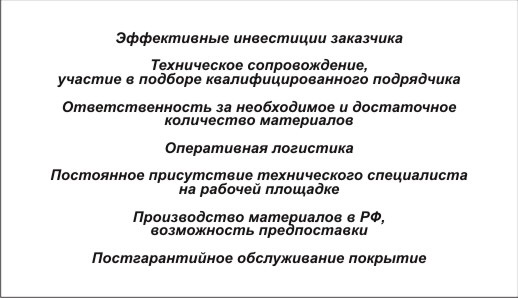 Эффективные инвестиции заказчика
Техническое сопровождение,
участие в подборе квалифицированного подрядчика
Ответственность за необходимое и достаточное
количество материалов
Оперативная логистика
Постоянное присутствие технического специалиста
на рабочей площадке
Производство материалов в РФ,
возможность предпоставки
Постгарантийное обслуживание покрытие